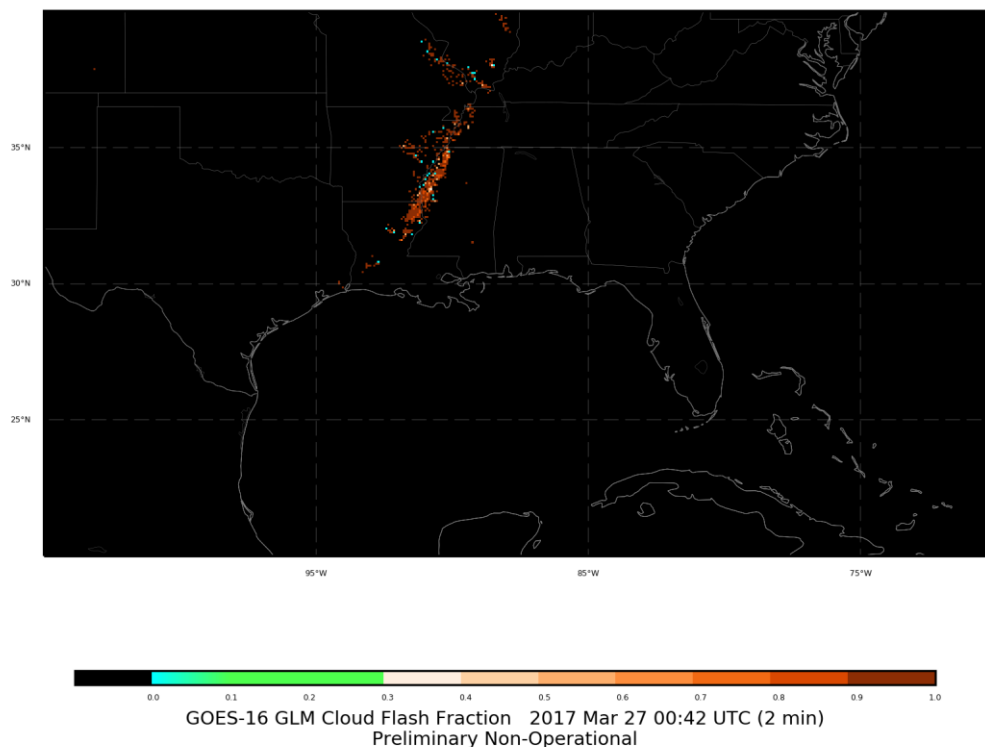 35°N
30°N
25°N
95°W 85°W 75°W
0.0 0.1 0.2 0.3 0.4 0.5 0.6 0.7 0.8 0.9 1.0
GOES-16 GLM Cloud Flash Fraction 2017 Mar 27 00:42 UTC (2 min)
Preliminary Non-Operational